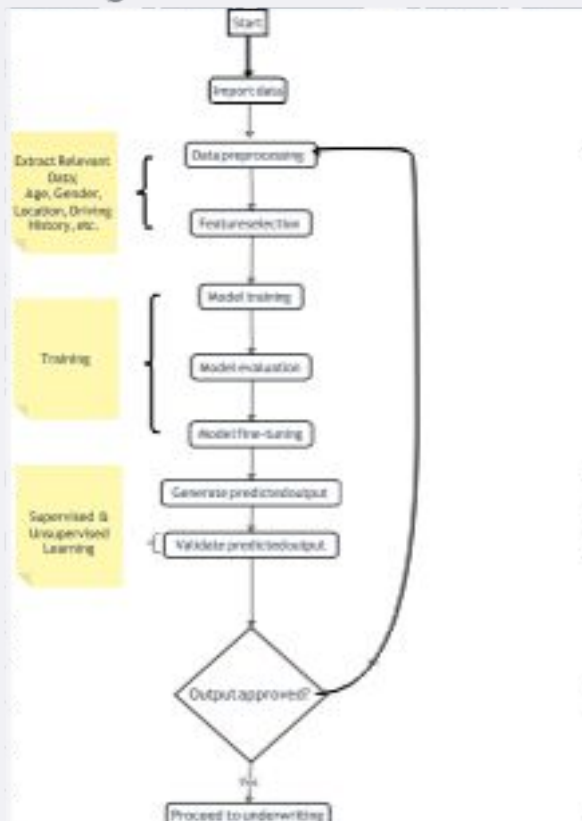 Start
Import data
Data preprocessing
Extract Relevant
Data;
Age, Gender,
Location, Driving
History, etc.
Feature selection
Model training
Training
Model evaluation
Model fine-tuning
Generate predicted output
Supervised &
Unsupervised
Learning
Validate predicted output
Output approved?
Yes
Proceed to underwriting